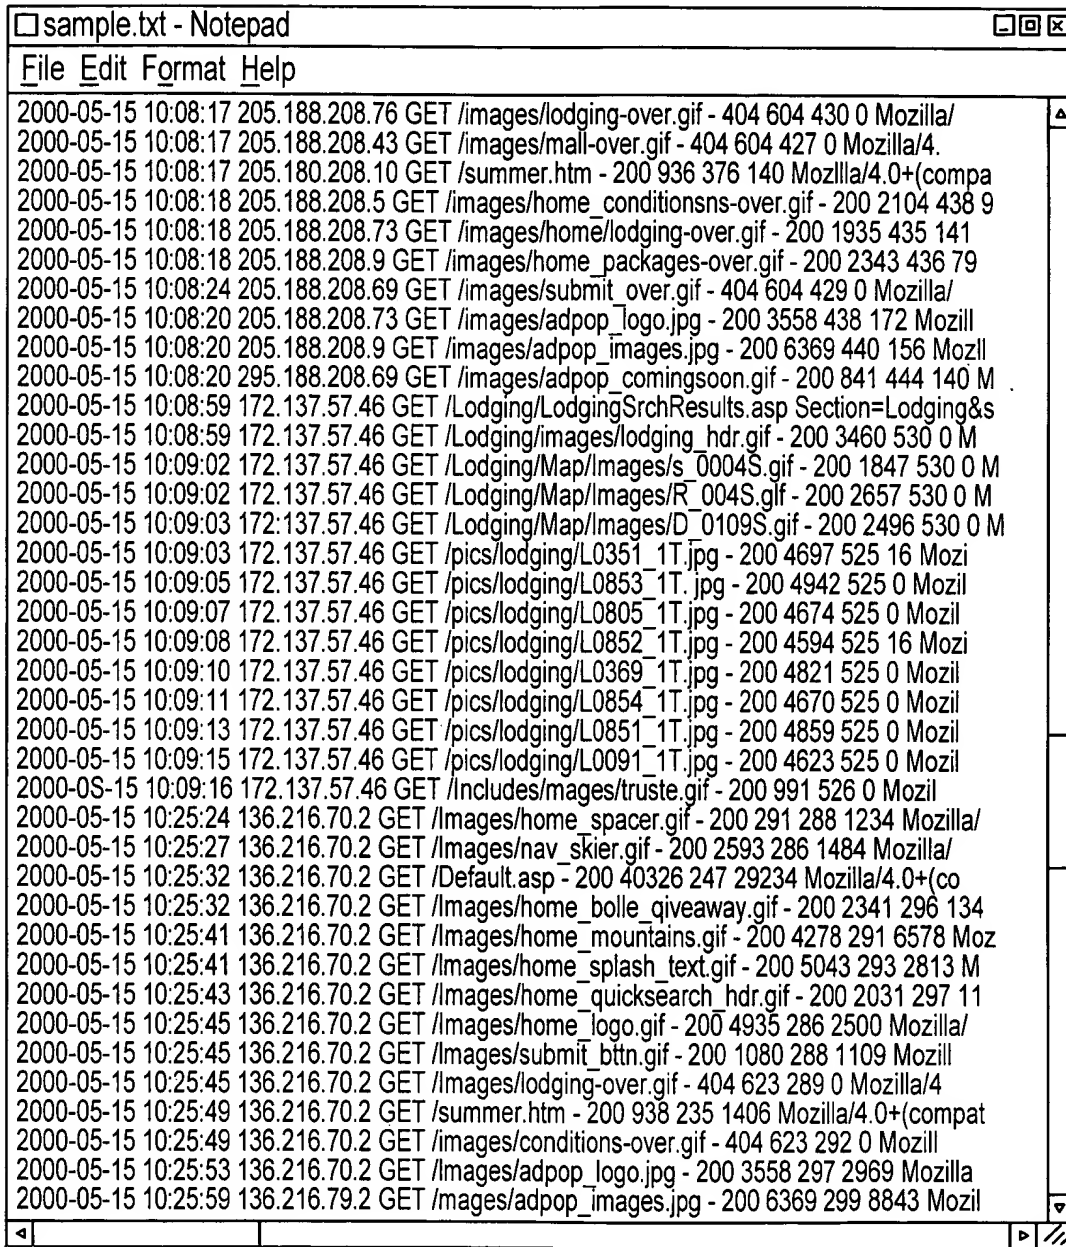 sample.txt - Notepad
File Edit Format Help
2000-05-15 10:08:17 205.188.208.76 GET /images/lodging-over.gif - 404 604 430 0 Mozilla/
2000-05-15 10:08:17 205.188.208.43 GET /images/mall-over.gif - 404 604 427 0 Mozilla/4.
2000-05-15 10:08:17 205.180.208.10 GET /summer.htm - 200 936 376 140 Mozllla/4.0+(compa
2000-05-15 10:08:18 205.188.208.5 GET /images/home_conditionsns-over.gif - 200 2104 438 9
2000-05-15 10:08:18 205.188.208.73 GET /images/home/lodging-over.gif - 200 1935 435 141
2000-05-15 10:08:18 205.188.208.9 GET /images/home_packages-over.gif - 200 2343 436 79
2000-05-15 10:08:24 205.188.208.69 GET /images/submit_over.gif - 404 604 429 0 Mozilla/
2000-05-15 10:08:20 205.188.208.73 GET /images/adpop_logo.jpg - 200 3558 438 172 Mozill
2000-05-15 10:08:20 205.188.208.9 GET /images/adpop_images.jpg - 200 6369 440 156 Mozll
2000-05-15 10:08:20 295.188.208.69 GET /images/adpop_comingsoon.gif - 200 841 444 140 M
2000-05-15 10:08:59 172.137.57.46 GET /Lodging/LodgingSrchResults.asp Section=Lodging&s
2000-05-15 10:08:59 172.137.57.46 GET /Lodging/images/lodging_hdr.gif - 200 3460 530 0 M
2000-05-15 10:09:02 172.137.57.46 GET /Lodging/Map/Images/s_0004S.gif - 200 1847 530 0 M
2000-05-15 10:09:02 172.137.57.46 GET /Lodging/Map/Images/R_004S.glf - 200 2657 530 0 M
2000-05-15 10:09:03 172:137.57.46 GET /Lodging/Map/Images/D_0109S.gif - 200 2496 530 0 M
2000-05-15 10:09:03 172.137.57.46 GET /pics/lodging/L0351_1T.jpg - 200 4697 525 16 Mozi
2000-05-15 10:09:05 172.137.57.46 GET /pics/lodging/L0853_1T. jpg - 200 4942 525 0 Mozil
2000-05-15 10:09:07 172.137.57.46 GET /pics/lodging/L0805_1T.jpg - 200 4674 525 0 Mozil
2000-05-15 10:09:08 172.137.57.46 GET /pics/lodging/L0852_1T.jpg - 200 4594 525 16 Mozi
2000-05-15 10:09:10 172.137.57.46 GET /pics/lodging/L0369_1T.jpg - 200 4821 525 0 Mozil
2000-05-15 10:09:11 172.137.57.46 GET /pics/lodging/L0854_1T.jpg - 200 4670 525 0 Mozil
2000-05-15 10:09:13 172.137.57.46 GET /pics/lodging/L0851_1T.jpg - 200 4859 525 0 Mozil
2000-05-15 10:09:15 172.137.57.46 GET /pics/lodging/L0091_1T.jpg - 200 4623 525 0 Mozil
2000-0S-15 10:09:16 172.137.57.46 GET /Includes/mages/truste.gif - 200 991 526 0 Mozil
2000-05-15 10:25:24 136.216.70.2 GET /Images/home_spacer.gif - 200 291 288 1234 Mozilla/
2000-05-15 10:25:27 136.216.70.2 GET /Images/nav_skier.gif - 200 2593 286 1484 Mozilla/
2000-05-15 10:25:32 136.216.70.2 GET /Default.asp - 200 40326 247 29234 Mozilla/4.0+(co
2000-05-15 10:25:32 136.216.70.2 GET /Images/home_bolle_qiveaway.gif - 200 2341 296 134
2000-05-15 10:25:41 136.216.70.2 GET /Images/home_mountains.gif - 200 4278 291 6578 Moz
2000-05-15 10:25:41 136.216.70.2 GET /Images/home_splash_text.gif - 200 5043 293 2813 M
2000-05-15 10:25:43 136.216.70.2 GET /Images/home_quicksearch_hdr.gif - 200 2031 297 11
2000-05-15 10:25:45 136.216.70.2 GET /Images/home_logo.gif - 200 4935 286 2500 Mozilla/
2000-05-15 10:25:45 136.216.70.2 GET /Images/submit_bttn.gif - 200 1080 288 1109 Mozill
2000-05-15 10:25:45 136.216.70.2 GET /Images/lodging-over.gif - 404 623 289 0 Mozilla/4
2000-05-15 10:25:49 136.216.70.2 GET /summer.htm - 200 938 235 1406 Mozilla/4.0+(compat
2000-05-15 10:25:49 136.216.70.2 GET /images/conditions-over.gif - 404 623 292 0 Mozill
2000-05-15 10:25:53 136.216.70.2 GET /Images/adpop_logo.jpg - 200 3558 297 2969 Mozilla
2000-05-15 10:25:59 136.216.79.2 GET /mages/adpop_images.jpg - 200 6369 299 8843 Mozil